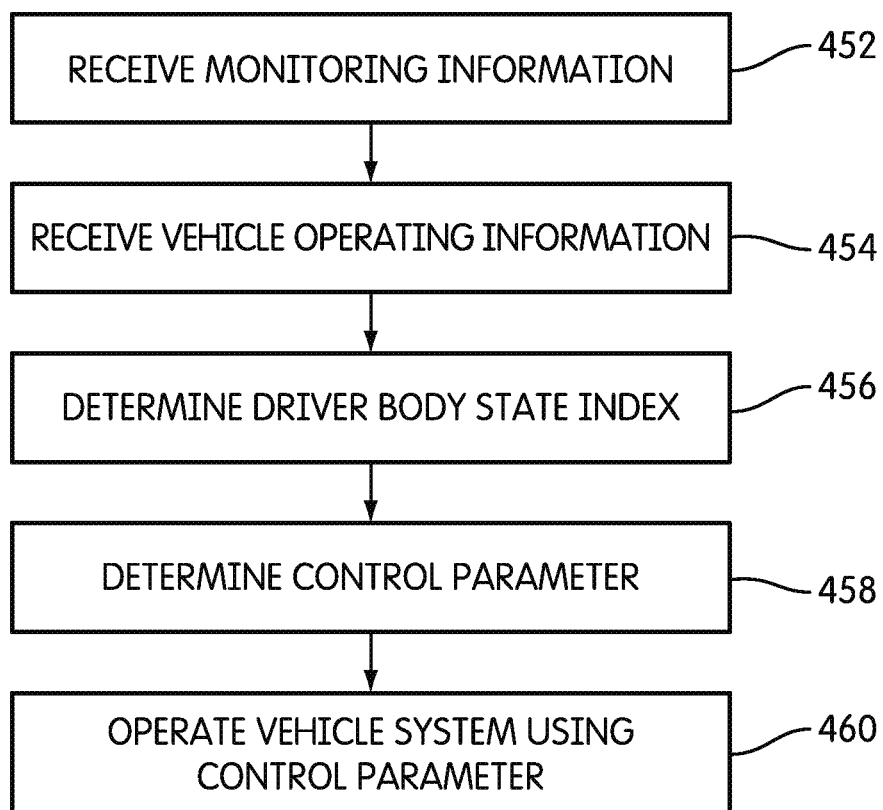 RECEIVE MONITORING INFORMATION
452
RECEIVE VEHICLE OPERATING INFORMATION
454
DETERMINE DRIVER BODY STATE INDEX
456
DETERMINE CONTROL PARAMETER
458
OPERATE VEHICLE SYSTEM USING
CONTROL PARAMETER
460